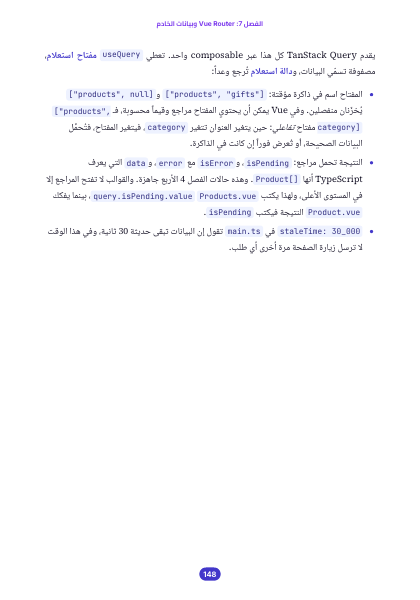 الفصل 7: Vue Router وبيانات الخادم
يقدم TanStack Query كل هذا عبر composable واحد. تعطي useQuery مفتاح استعلام،
مصفوفة تسمّي البيانات، ودالة استعلام تُرجع وعداً:
• المفتاح اسم في ذاكرة مؤقتة: ["products", "gifts"] و ["products", null]
يُخزَّنان منفصلين. وفي Vue يمكن أن يحتوي المفتاح مراجع وقيماً محسوبة، فـ ["products",
category] مفتاح تفاعلي: حين يتغير العنوان تتغير category، فيتغير المفتاح، فتُحمَّل
البيانات الصحيحة، أو تُعرض فوراً إن كانت في الذاكرة.
• النتيجة تحمل مراجع: isPending، و isError مع error، و data التي يعرف
TypeScript أنها Product[]. وهذه حالات الفصل 4 الأربع جاهزة. والقوالب لا تفتح المراجع إلا
في المستوى الأعلى، ولهذا يكتب Products.vue query.isPending.value، بينما يفكك
Product.vue النتيجة فيكتب isPending.
• staleTime: 30_000 في main.ts تقول إن البيانات تبقى حديثة 30 ثانية، وفي هذا الوقت
لا ترسل زيارة الصفحة مرة أخرى أي طلب.
148